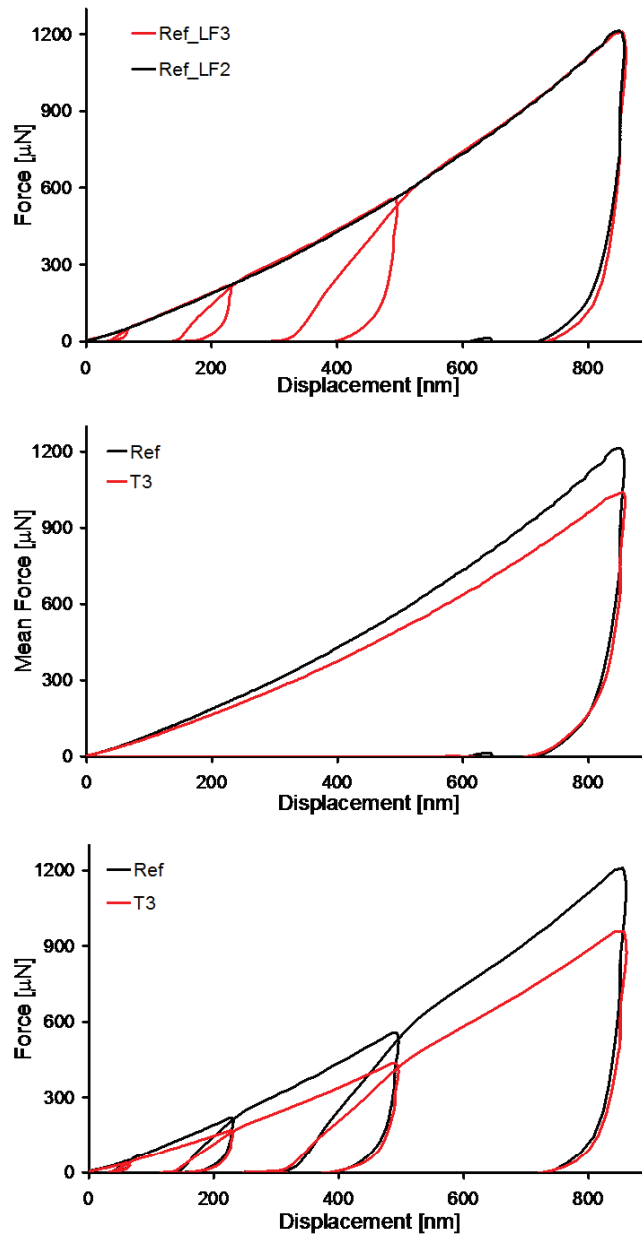 1200
Ref_LF3
Ref_LF2
900
600
300
0
Force [μN]
0 200 400 600 800
Displacement [nm]
1200
Ref
T3
900
600
300
0
Mean Force [μN]
0 200 400 600 800
Displacement [nm]
1200
Ref
T3
900
600
300
0
Force [μN]
0 200 400 600 800
Displacement [nm]